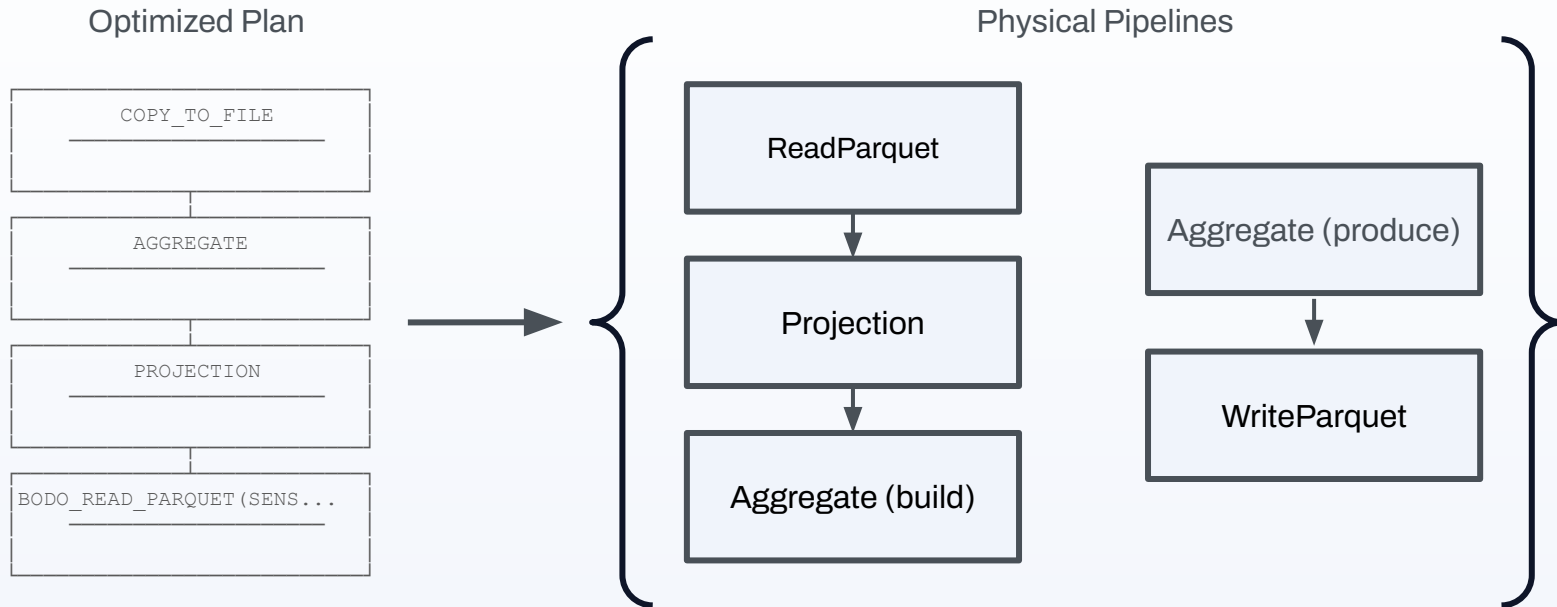 Optimized Plan
Physical Pipelines
COPY_TO_FILE
AGGREGATE
PROJECTION
BODO_READ_PARQUET(SENS...
ReadParquet
Projection
Aggregate (build)
Aggregate (produce)
WriteParquet